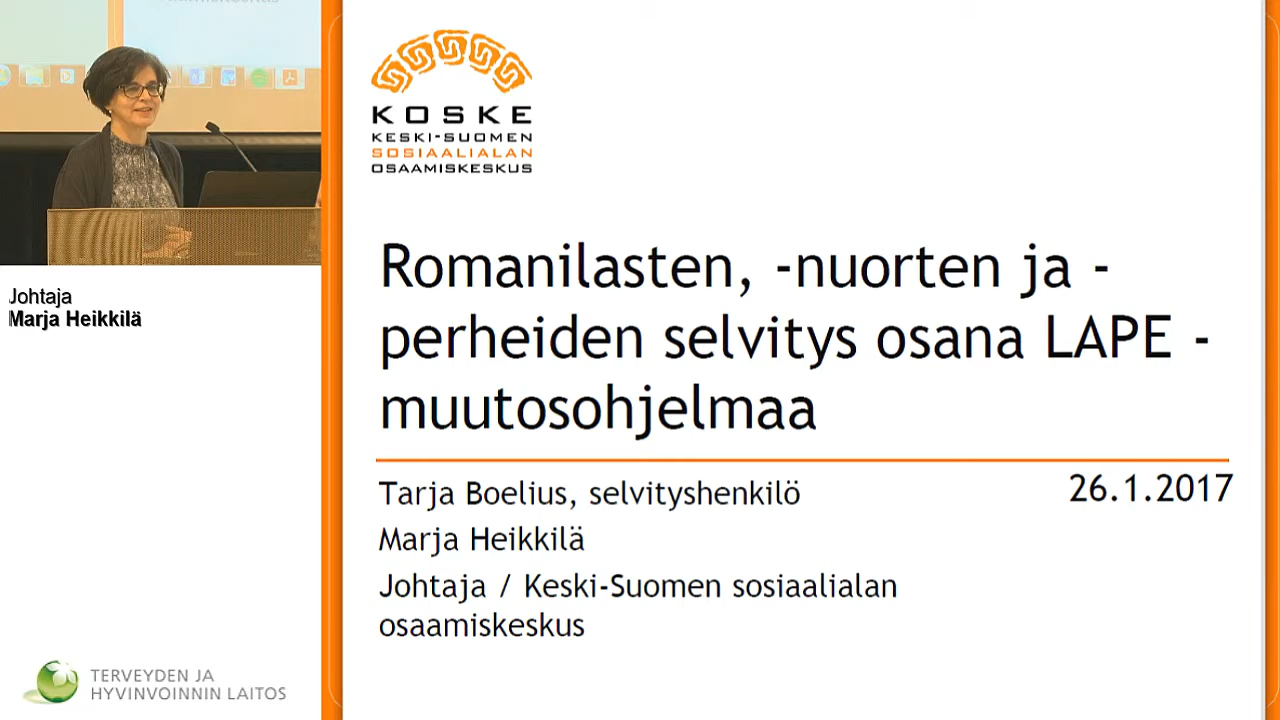 Johtaja
Marja Heikkilä
TERVEYDEN JA
HYVINVOINNIN LAITOS
KOSKE
KESKI-SUOMEN
SOSIAALIALAN
OSAAMISKESKUS
Romanilasten, -nuorten ja -
perheiden selvitys osana LAPE -
muutosohjelmaa
Tarja Boelius, selvityshenkilö
26.1.2017
Marja Heikkilä
Johtaja / Keski-Suomen sosiaalialan
osaamiskeskus